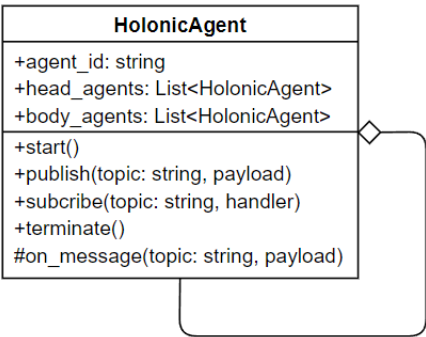 HolonicAgent
+agent_id: string
+head_agents: List<HolonicAgent>
+body_agents: List<HolonicAgent>
+start()
+publish(topic: string, payload)
+subcribe(topic: string, handler)
+terminate()
#on_message(topic: string, payload)